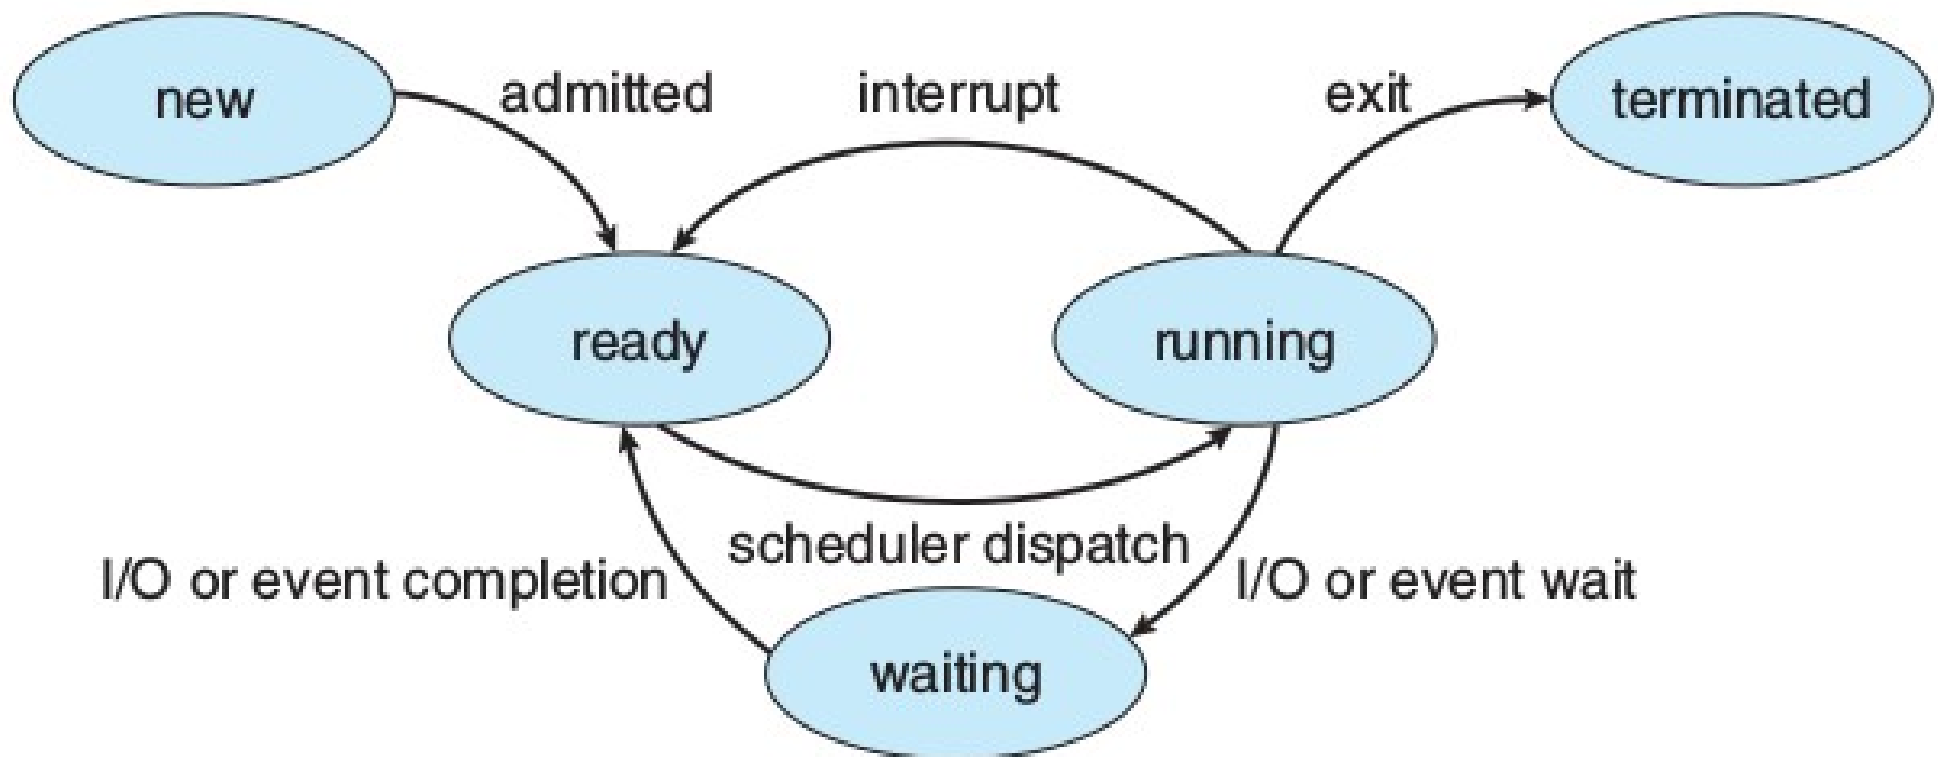 new
admitted
interrupt
exit
terminated
ready
running
scheduler dispatch
I/O or event completion
I/O or event wait
waiting